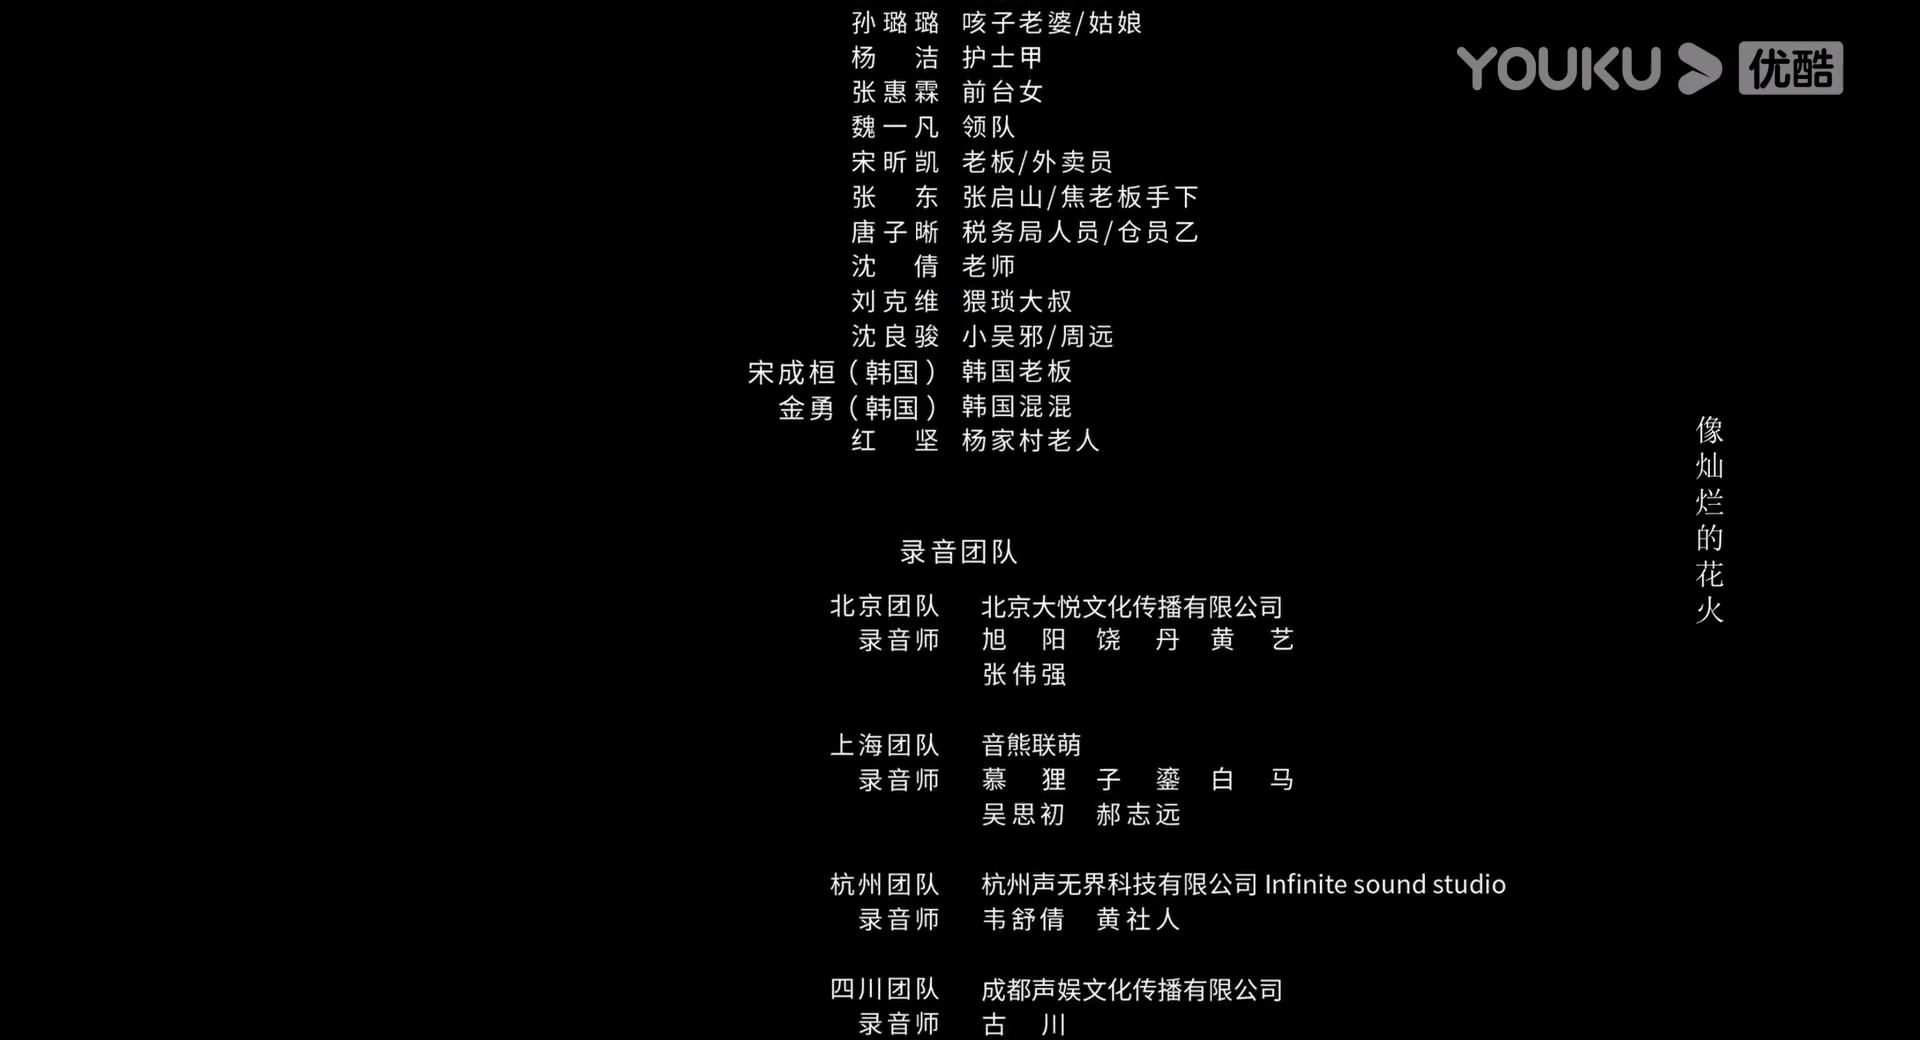 孙璐璐 咳子老婆/姑娘
杨 洁 护士甲
张惠霖 前台女
魏一凡 领队
宋昕凯 老板/外卖员
张 东 张启山/焦老板手下
唐子晰 税务局人员/仓员乙
沈 倩 老师
刘克维 猥琐大叔
沈良骏 小吴邪/周远
宋成桓（韩国） 韩国老板
金勇（韩国） 韩国混混
红 坚 杨家村老人
录音团队
北京团队 北京大悦文化传播有限公司
录音师 旭 阳 饶 丹 黄 艺
张伟强
上海团队 音熊联萌
录音师 慕 狸 子 鎏 白 马
吴思初 郝志远
杭州团队 杭州声无界科技有限公司 Infinite sound studio
录音师 韦舒倩 黄社人
四川团队 成都声娱文化传播有限公司
录音师 古 川
YOUKU 优酷
像灿烂的花火